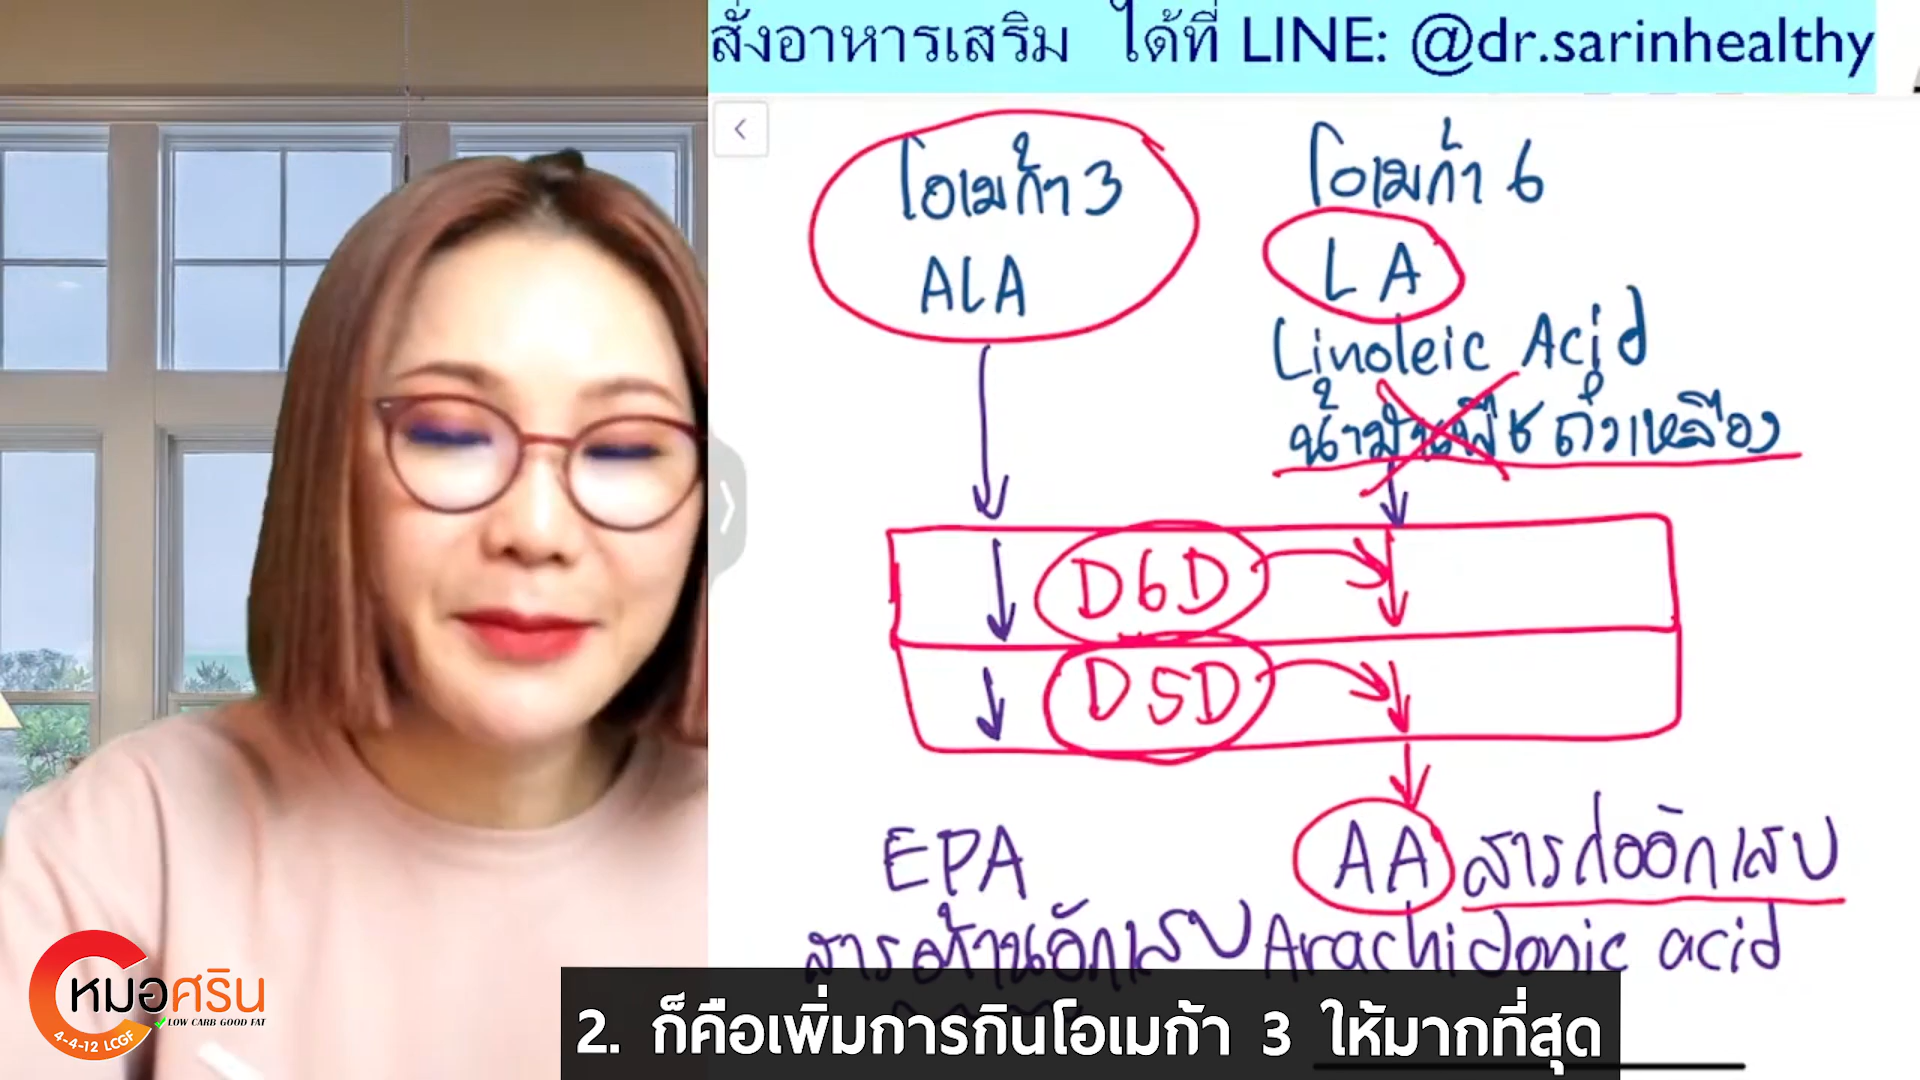 สั่งอาหารเสริม ได้ที่ LINE: @dr.sarinhealthy
โอเมก้า 3
ALA
โอเมก้า 6
LA
Linoleic Acid
น้ำมันพืช ถั่วเหลือง
D6D
D5D
EPA
สารต้านอักเสบ
AA สารก่ออักเสบ
Arachidonic acid
หมอศริน
LOW CARB GOOD FAT
4-4-12 LCGF
2. ก็คือเพิ่มการกินโอเมก้า 3 ให้มากที่สุด